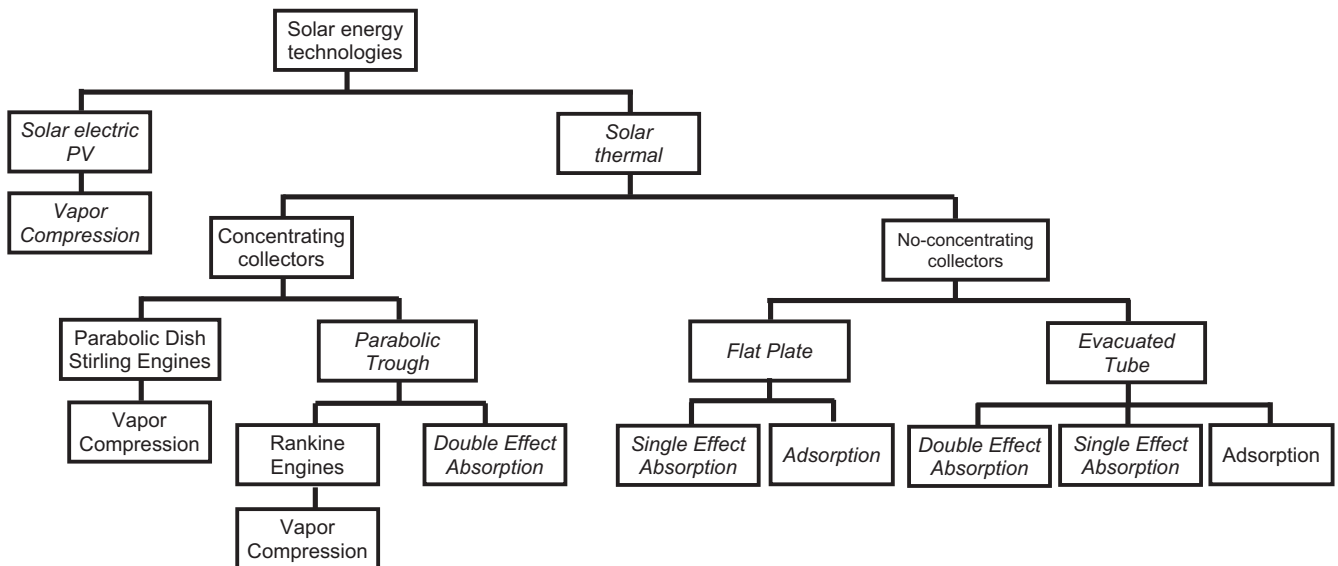 Solar energy
technologies
Solar electric
PV
Solar
thermal
Vapor
Compression
Concentrating
collectors
No-concentrating
collectors
Parabolic Dish
Stirling Engines
Parabolic
Trough
Flat Plate
Evacuated
Tube
Vapor
Compression
Rankine
Engines
Double Effect
Absorption
Single Effect
Absorption
Adsorption
Double Effect
Absorption
Single Effect
Absorption
Adsorption
Vapor
Compression